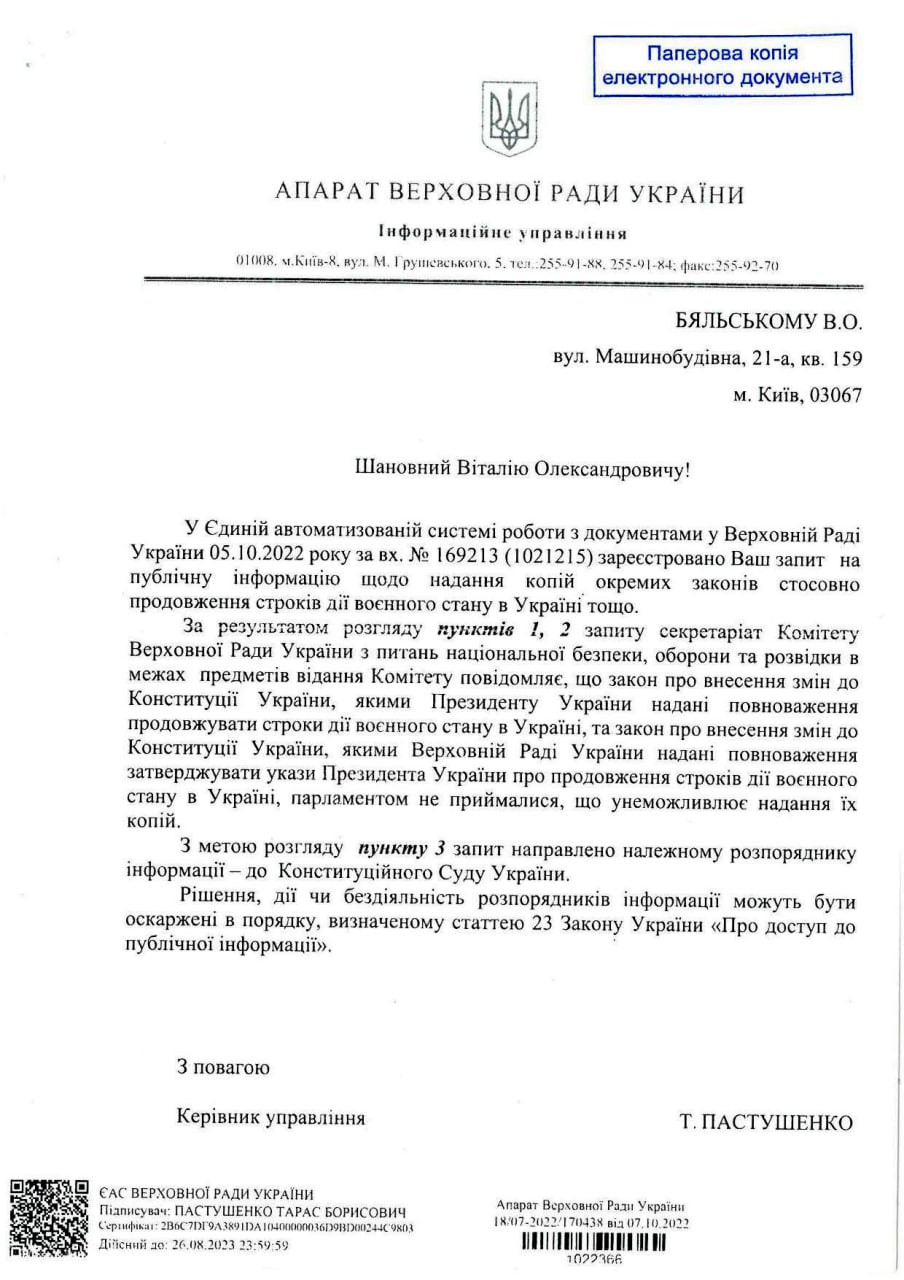 Паперова копія
електронного документа
АПАРАТ ВЕРХОВНОЇ РАДИ УКРАЇНИ
Інформаційне управління
01008, м.Київ-8, вул. М. Грушевського, 5, тел.:255-91-88, 255-91-84; факс:255-92-70
БЯЛЬСЬКОМУ В.О.
вул. Машинобудівна, 21-а, кв. 159
м. Київ, 03067
Шановний Віталію Олександровичу!
У Єдиній автоматизованій системі роботи з документами у Верховній Раді
України 05.10.2022 року за вх. № 169213 (1021215) зареєстровано Ваш запит на
публічну інформацію щодо надання копій окремих законів стосовно
продовження строків дії воєнного стану в Україні тощо.
За результатом розгляду пунктів 1, 2 запиту секретаріат Комітету
Верховної Ради України з питань національної безпеки, оборони та розвідки в
межах предметів відання Комітету повідомляє, що закон про внесення змін до
Конституції України, якими Президенту України надані повноваження
продовжувати строки дії воєнного стану в Україні, та закон про внесення змін до
Конституції України, якими Верховній Раді України надані повноваження
затверджувати укази Президента України про продовження строків дії воєнного
стану в Україні, парламентом не приймалися, що унеможливлює надання їх
копій.
З метою розгляду пункту 3 запит направлено належному розпоряднику
інформації – до Конституційного Суду України.
Рішення, дії чи бездіяльність розпорядників інформації можуть бути
оскаржені в порядку, визначеному статтею 23 Закону України «Про доступ до
публічної інформації».
З повагою
Керівник управління
Т. ПАСТУШЕНКО
ЄАС ВЕРХОВНОЇ РАДИ УКРАЇНИ
Підписувач: ПАСТУШЕНКО ТАРАС БОРИСОВИЧ
Сертифікат:
Дійсний до: 26.08.2023 23:59:59
Апарат Верховної Ради України
18/07-2022/170438 від 07.10.2022
1022366